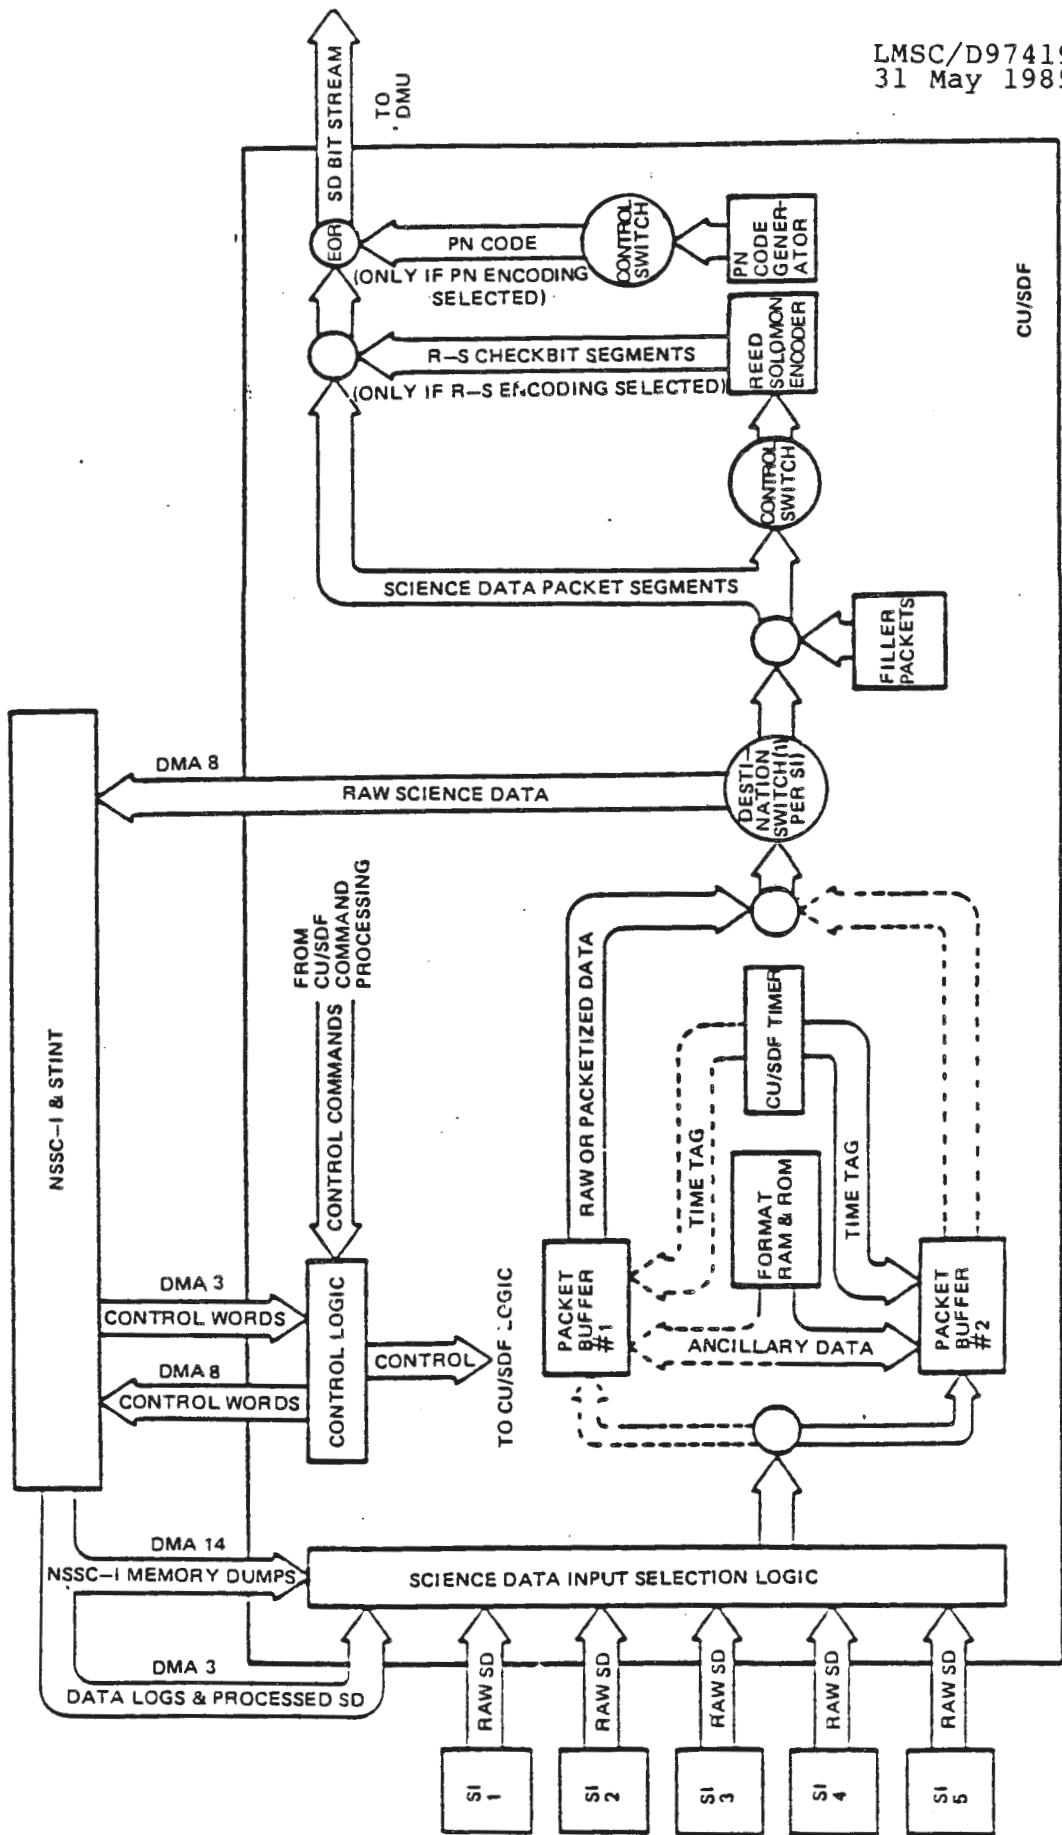 LMSC/D97419
31 May 198
SD BIT STREAM
TO
DMU
EOR
PN CODE
(ONLY IF PN ENCODING
SELECTED)
CONTROL
SWITCH
PN
CODE
GENER-
ATOR
R-S CHECKBIT SEGMENTS
(ONLY IF R-S ENCODING SELECTED)
REED
SOLOMON
ENCODER
CONTROL
SWITCH
CU/SDF
SCIENCE DATA PACKET SEGMENTS
FILLER
PACKETS
NSSC-I & STINT
DMA 8
RAW SCIENCE DATA
DESTI-
NATION
SWITCH (1
PER SI)
FROM
CU/SDF
COMMAND
PROCESSING
CONTROL COMMANDS
RAW OR PACKETIZED DATA
CU/SDF TIMER
TIME TAG
TIME TAG
FORMAT
RAM & ROM
DMA 3
CONTROL WORDS
DMA 8
CONTROL WORDS
CONTROL LOGIC
CONTROL
TO CU/SDF LOGIC
PACKET
BUFFER
#1
ANCILLARY DATA
PACKET
BUFFER
#2
DMA 14
NSSC-I MEMORY DUMPS
SCIENCE DATA INPUT SELECTION LOGIC
DMA 3
DATA LOGS & PROCESSED SD
RAW SD
RAW SD
RAW SD
RAW SD
RAW SD
SI
1
SI
2
SI
3
SI
4
SI
5